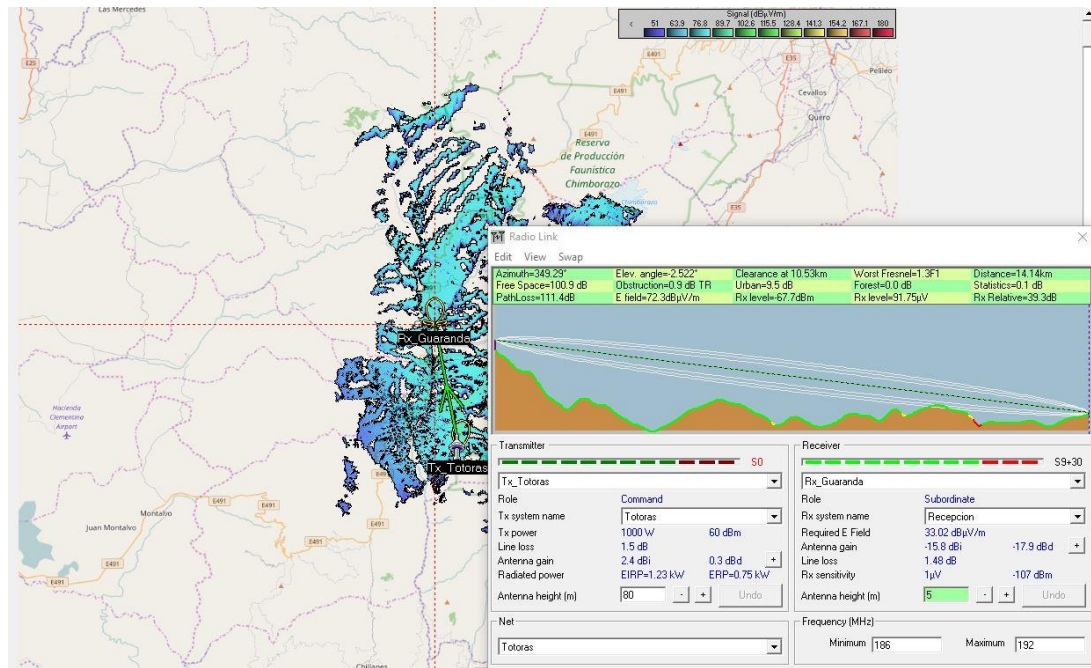 Las Mercedes
Signal (dBµV/m)
< 51 63.9 76.8 89.7 102.6 115.5 128.4 141.3 154.2 167.1 180
E491
E35
E25
Pelileo
Cevallos
Quero
E491
E491
Reserva
de Producción
Faunística
Chimborazo
Chimborazo
E35
Rx_Guaranda
Hacienda
Clementina
Airport
Tx_Totoras
E491
E491
Montalvo
Juan Montalvo
E491
E491
Chillanes
Radio Link
Edit View Swap
Azimuth=349.29° Elev. angle=-2.522° Clearance at 10.53km Worst Fresnel=1.3F1 Distance=14.14km
Free Space=100.9 dB Obstruction=0.9 dB TR Urban=9.5 dB Forest=0.0 dB Statistics=0.1 dB
PathLoss=111.4dB E field=72.3dBµV/m Rx level=-67.7dBm Rx level=91.75µV Rx Relative=39.3dB
Transmitter
S0
Tx_Totoras
Role Command
Tx system name Totoras
Tx power 1000 W 60 dBm
Line loss 1.5 dB
Antenna gain 2.4 dBi 0.3 dBd +
Radiated power EIRP=1.23 kW ERP=0.75 kW
Antenna height (m) 80 - + Undo
Net
Totoras
Receiver
S9+30
Rx_Guaranda
Role Subordinate
Rx system name Recepcion
Required E Field 33.02 dBµV/m
Antenna gain -15.8 dBi -17.9 dBd +
Line loss 1.48 dB
Rx sensitivity 1µV -107 dBm
Antenna height (m) 5 - + Undo
Frequency (MHz)
Minimum 186 Maximum 192